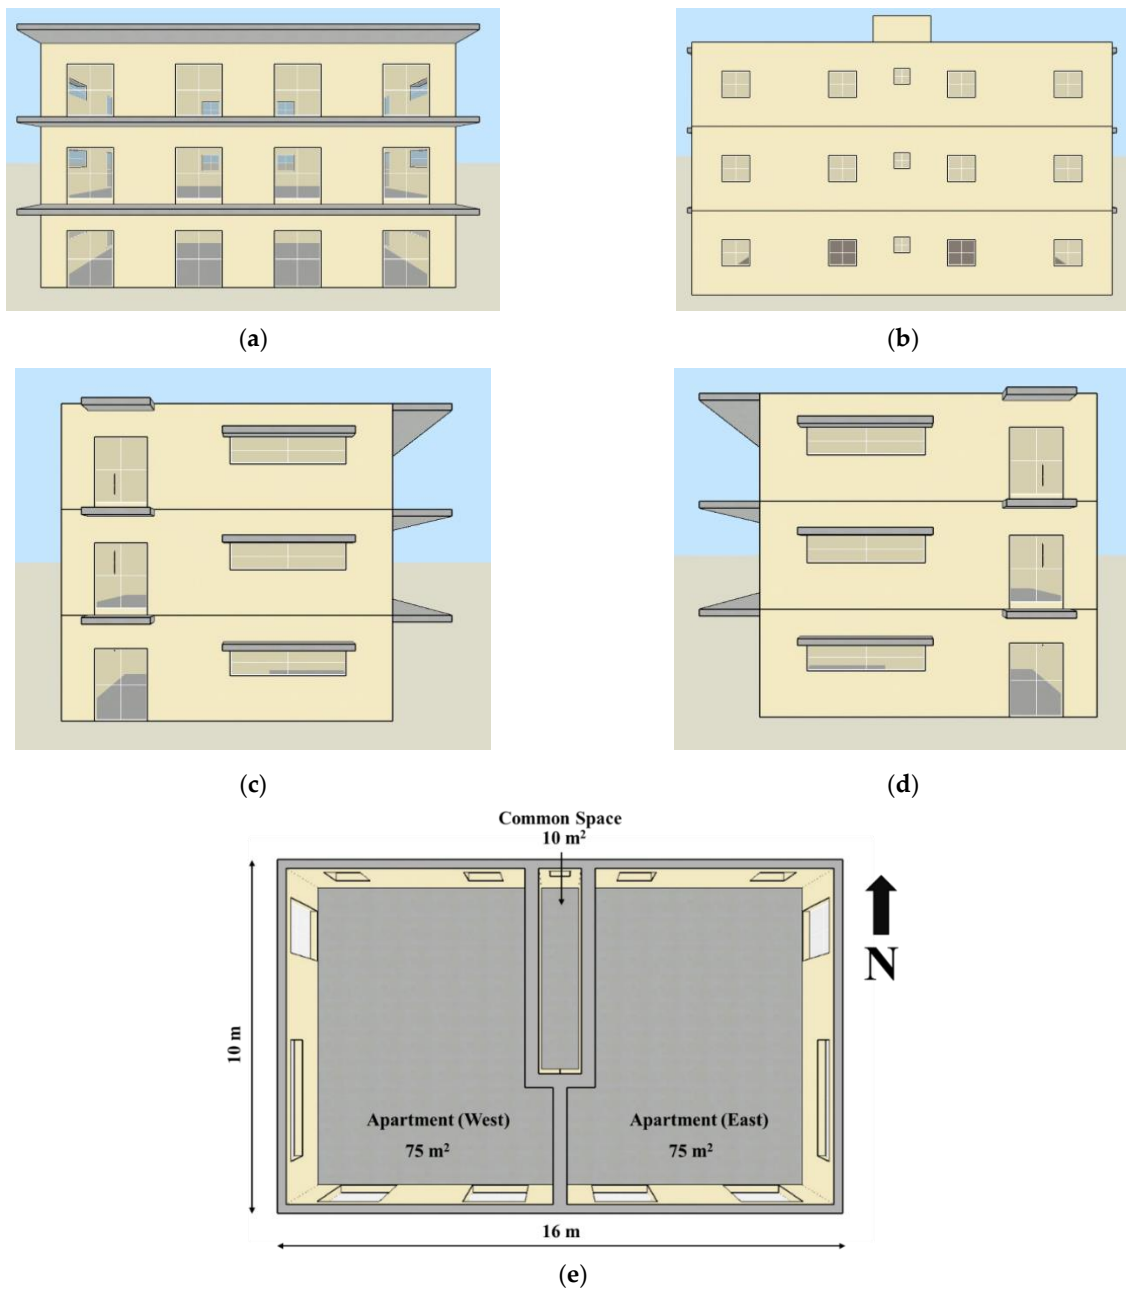 (a)
(b)
(c)
(d)
Common Space
10 m²
N
10 m
Apartment (West)
75 m²
Apartment (East)
75 m²
16 m
(e)